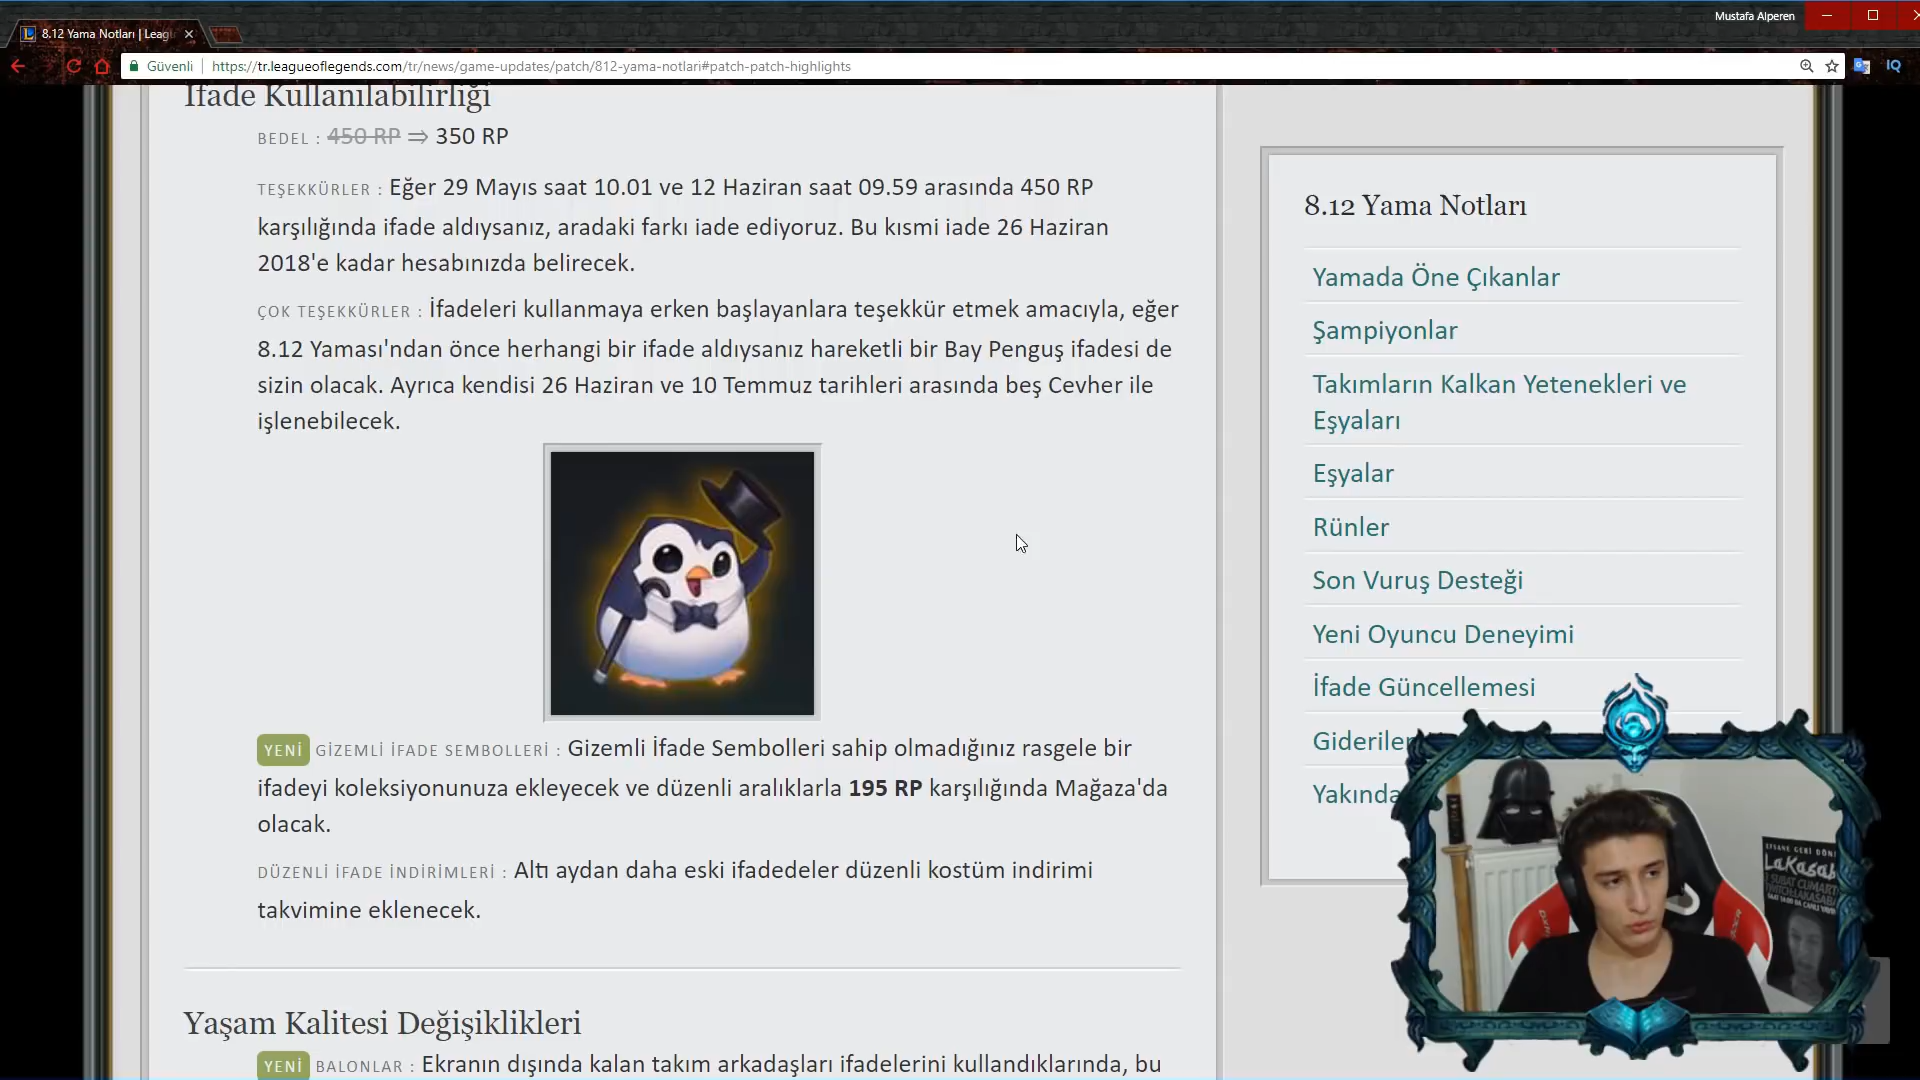 Mustafa Alperen
8.12 Yama Notları | Leag
Güvenli
https://tr.leagueoflegends.com/tr/news/game-updates/patch/812-yama-notlari#patch-patch-highlights
IQ
İfade Kullanılabilirliği
BEDEL : 450 RP ⇒ 350 RP
TEŞEKKÜRLER : Eğer 29 Mayıs saat 10.01 ve 12 Haziran saat 09.59 arasında 450 RP
karşılığında ifade aldıysanız, aradaki farkı iade ediyoruz. Bu kısmi iade 26 Haziran
2018'e kadar hesabınızda belirecek.
ÇOK TEŞEKKÜRLER : İfadeleri kullanmaya erken başlayanlara teşekkür etmek amacıyla, eğer
8.12 Yaması'ndan önce herhangi bir ifade aldıysanız hareketli bir Bay Penguş ifadesi de
sizin olacak. Ayrıca kendisi 26 Haziran ve 10 Temmuz tarihleri arasında beş Cevher ile
işlenebilecek.
YENİ GİZEMLİ İFADE SEMBOLLERİ : Gizemli İfade Sembolleri sahip olmadığınız rasgele bir
ifadeyi koleksiyonunuza ekleyecek ve düzenli aralıklarla 195 RP karşılığında Mağaza'da
olacak.
DÜZENLİ İFADE İNDİRİMLERİ : Altı aydan daha eski ifadedeler düzenli kostüm indirimi
takvimine eklenecek.
Yaşam Kalitesi Değişiklikleri
YENİ BALONLAR : Ekranın dışında kalan takım arkadaşları ifadelerini kullandıklarında, bu
8.12 Yama Notları
Yamada Öne Çıkanlar
Şampiyonlar
Takımların Kalkan Yetenekleri ve
Eşyaları
Eşyalar
Rünler
Son Vuruş Desteği
Yeni Oyuncu Deneyimi
İfade Güncellemesi
Giderilen
Yakında
EFSANE GERİ DÖN
LaKasab
ŞUBAT CUMART